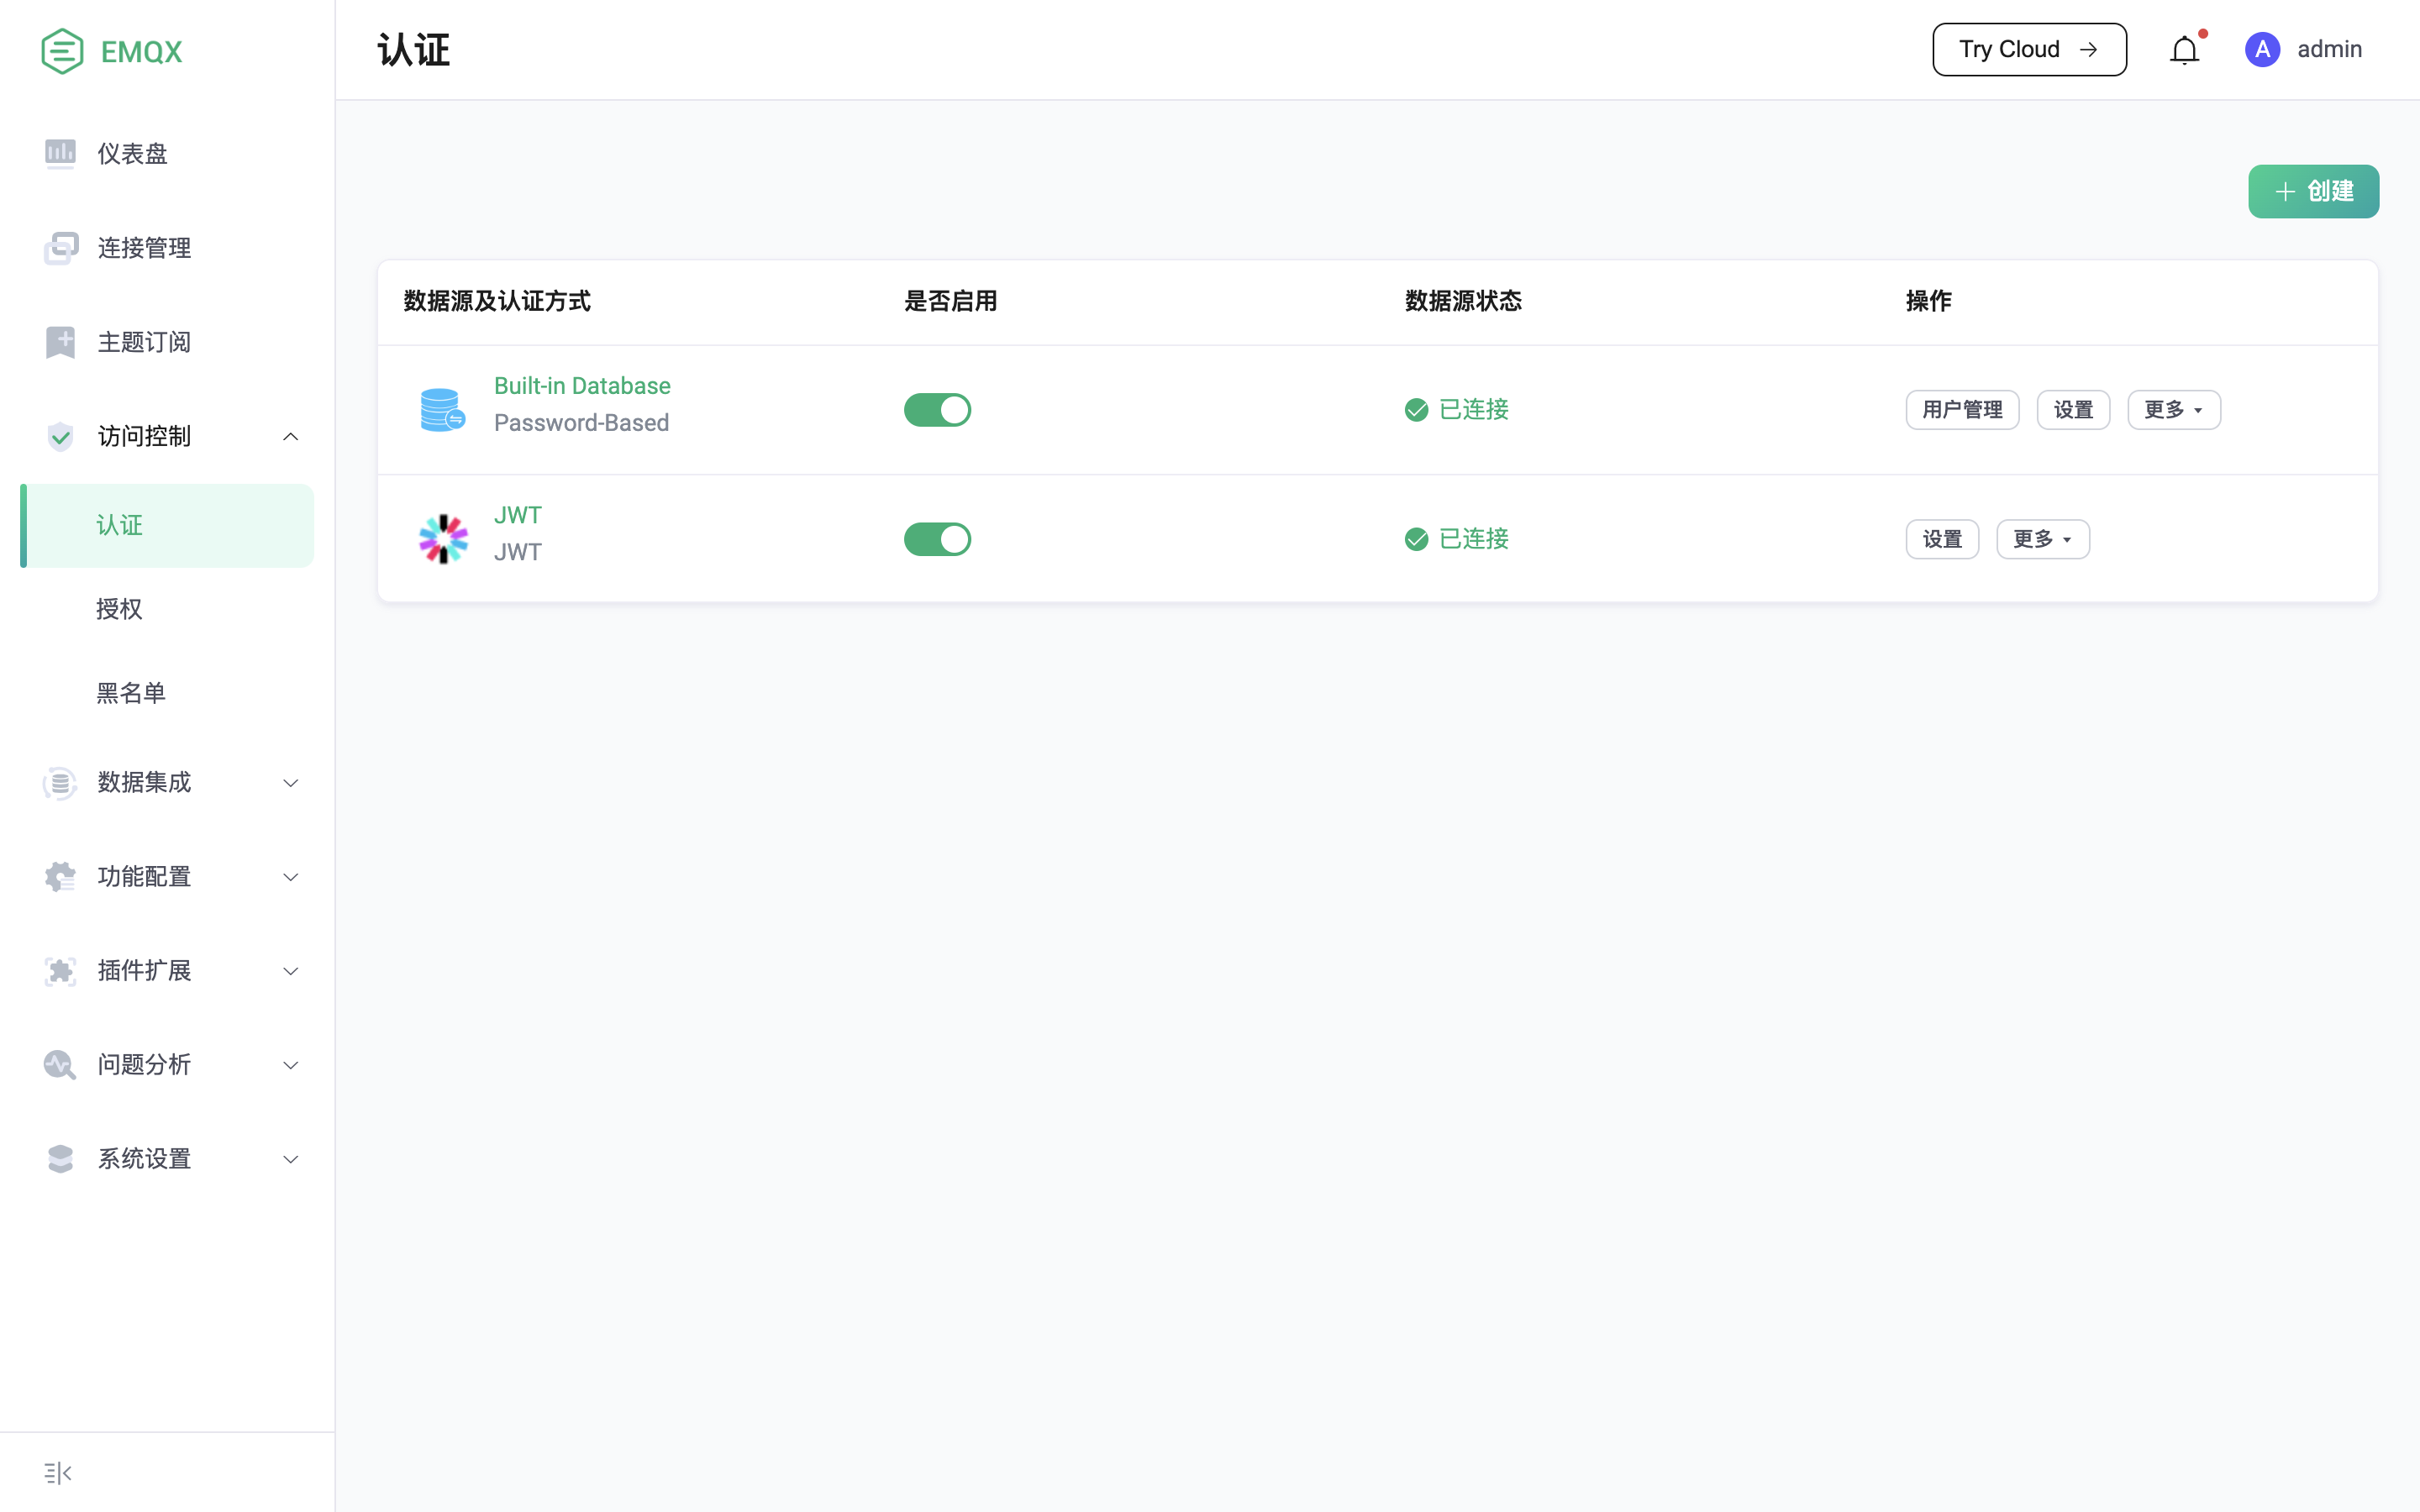 EMQX
仪表盘
连接管理
主题订阅
访问控制
认证
授权
黑名单
数据集成
功能配置
插件扩展
问题分析
系统设置
认证
Try Cloud →
A admin
+ 创建
数据源及认证方式 是否启用 数据源状态 操作
Built-in Database
Password-Based
已连接
用户管理 设置 更多
JWT
JWT
已连接
设置 更多